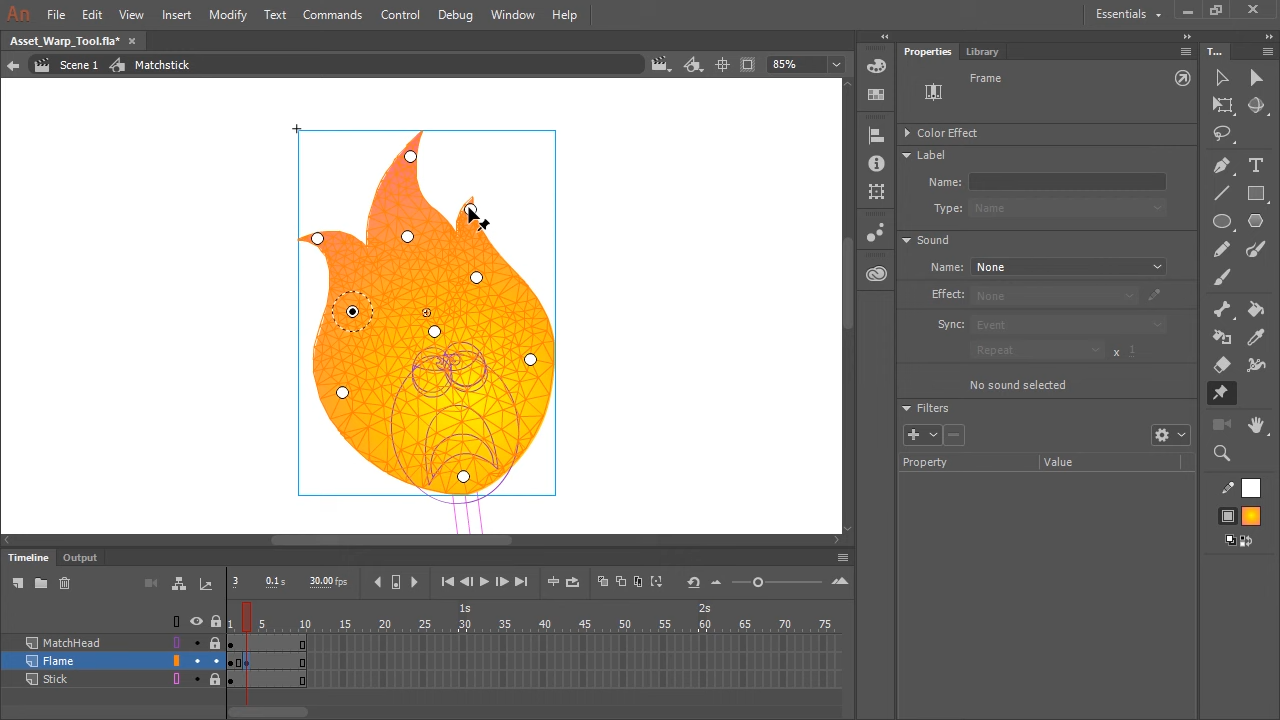 An File Edit View Insert Modify Text Commands Control Debug Window Help Essentials
Asset_Warp_Tool.fla* ×
Scene 1 Matchstick 85%
Properties Library T...
Frame
Color Effect
Label
Name:
Type: Name
Sound
Name: None
Effect: None
Sync: Event
Repeat x 1
No sound selected
Filters
Property Value
Timeline Output
3 0.1 s 30.00 fps
1s 2s
1 5 10 15 20 25 30 35 40 45 50 55 60 65 70 75
MatchHead
Flame
Stick